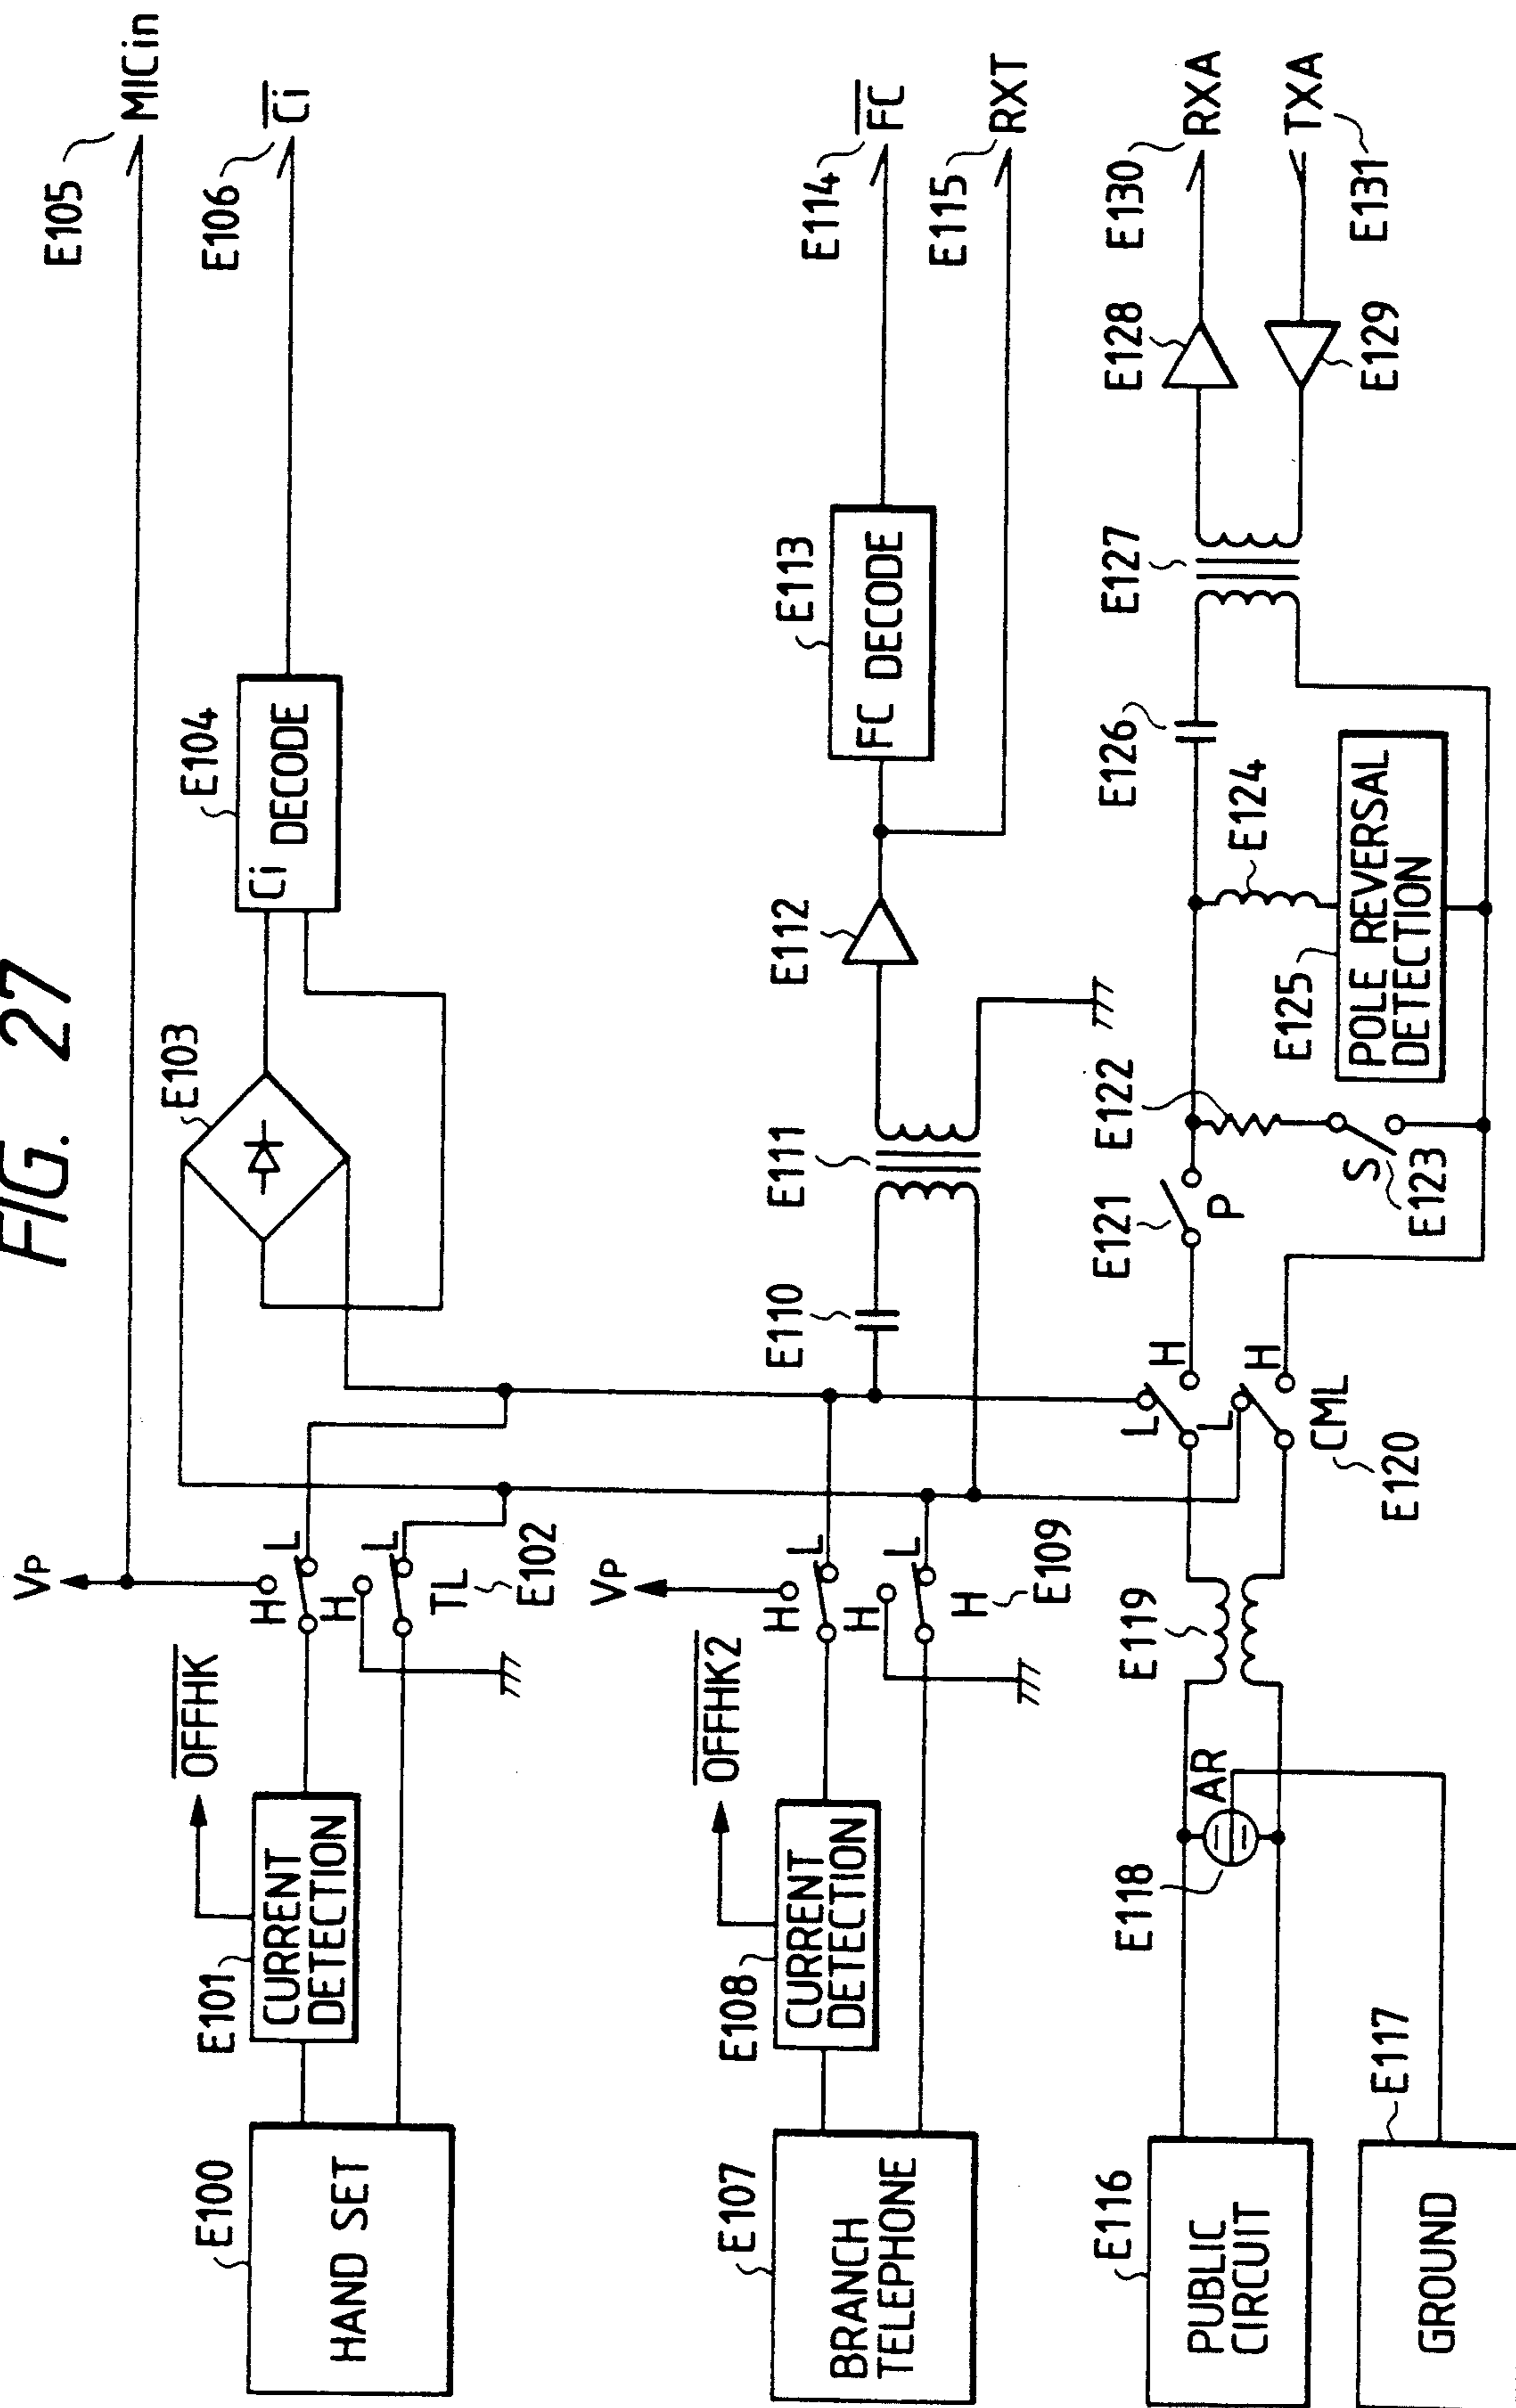 FIG. 27
E105
MICin
E106
Ci
E103
E104
Ci
DECODE
VP
H
L
H
L
TL
E102
OFFHK
E101
CURRENT
DETECTION
E100
HAND SET
E114
FC
E115
RXT
E113
FC DECODE
E112
E111
E110
VP
H
L
H
L
H
E109
OFFHK2
E108
CURRENT
DETECTION
E107
BRANCH
TELEPHONE
E130
RXA
TXA
E131
E128
E129
E127
E126
E124
E125
POLE REVERSAL
DETECTION
E122
S
E123
E121
P
H
L
H
L
CML
E120
E119
AR
E118
E116
PUBLIC
CIRCUIT
E117
GROUND